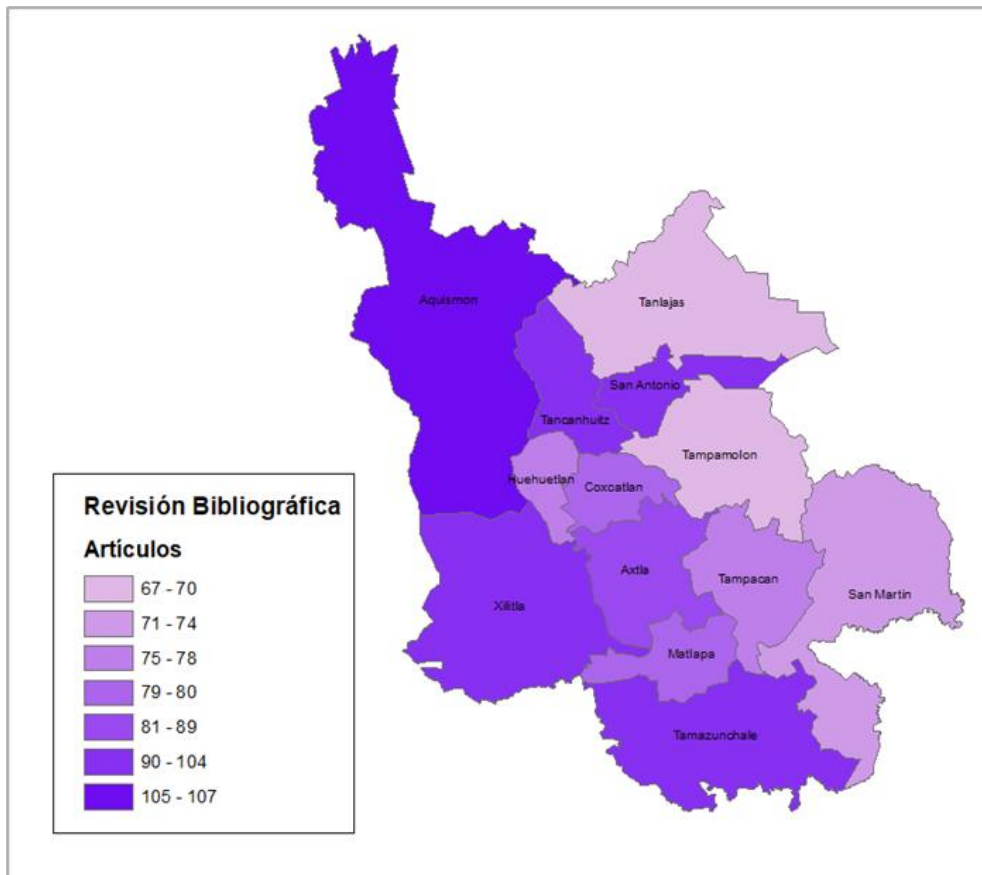 Aquismon
Tanlajas
San Antonio
Tancanhuitz
Tampamolon
Huehuetlan
Coxcatlan
Axtla
Tampacan
San Martin
Xilitla
Matlapa
Tamazunchale
Revisión Bibliográfica
Artículos
67 - 70
71 - 74
75 - 78
79 - 80
81 - 89
90 - 104
105 - 107